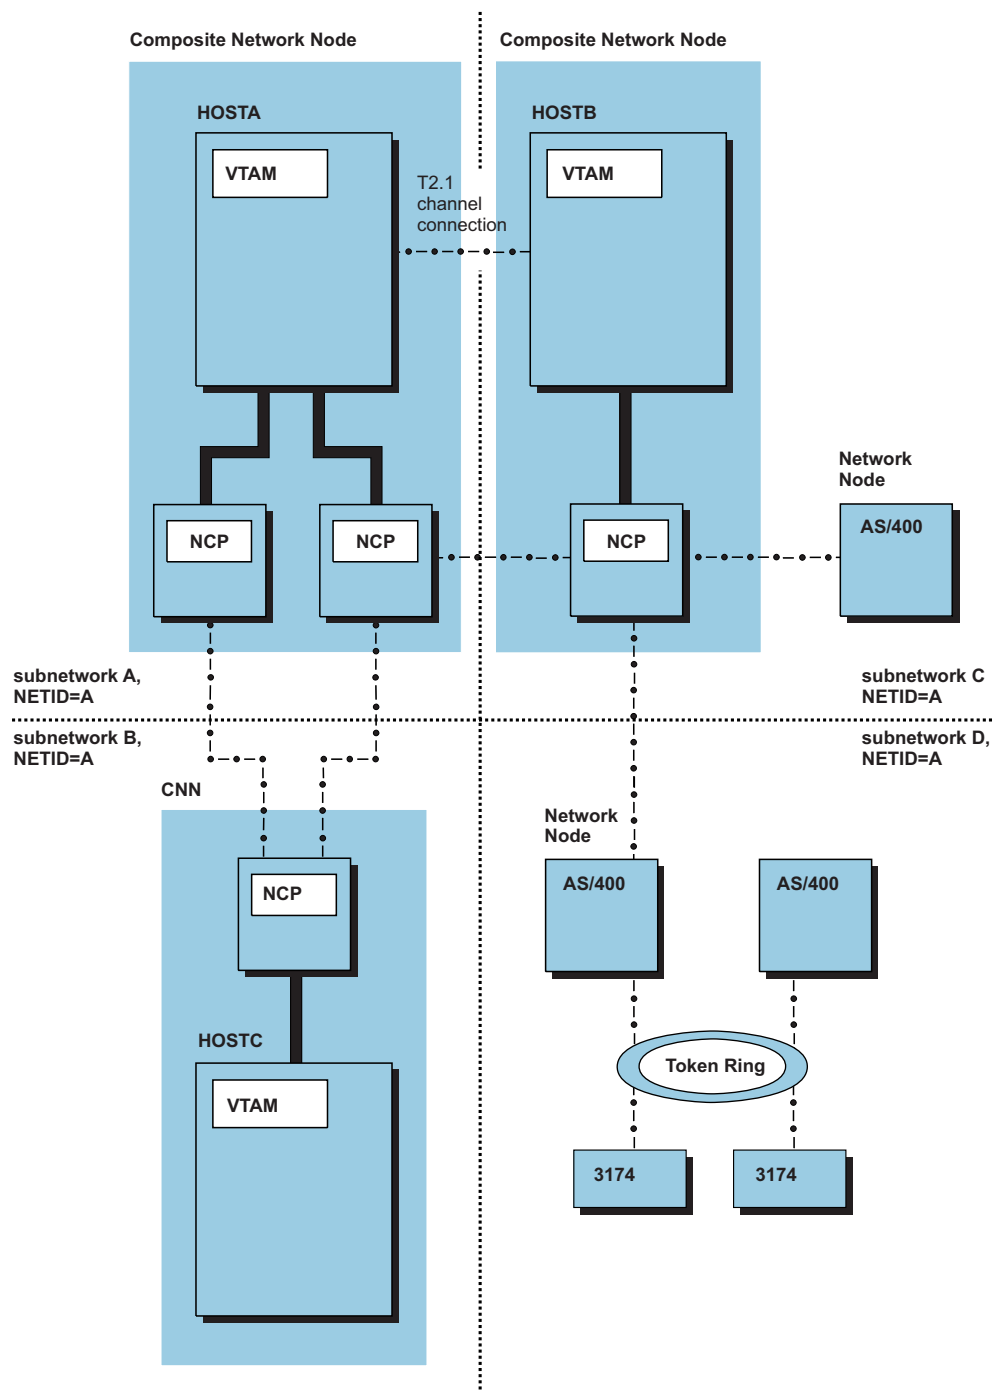 Composite Network Node
Composite Network Node
HOSTA
HOSTB
VTAM
VTAM
T2.1
channel
connection
Network
Node
AS/400
NCP
NCP
NCP
subnetwork A,
NETID=A
subnetwork C
NETID=A
subnetwork B,
NETID=A
subnetwork D,
NETID=A
CNN
Network
Node
NCP
AS/400
AS/400
HOSTC
Token Ring
VTAM
3174
3174